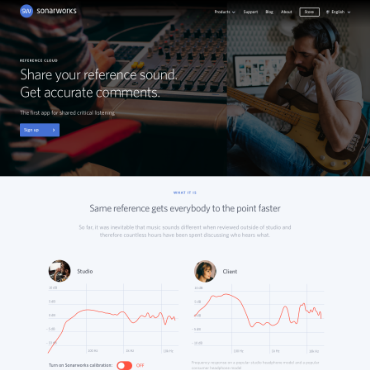 SW sonarworks
Products Support Blog About Store English
REFERENCE CLOUD
Share your reference sound.
Get accurate comments.
The first app for shared critical listening
Sign up
WHAT IT IS
Same reference gets everybody to the point faster
So far, it was inevitable that music sounds different when reviewed outside of studio and
therefore countless hours have been spent discussing who hears what.
Studio
Client
Turn on Sonarworks calibration: OFF